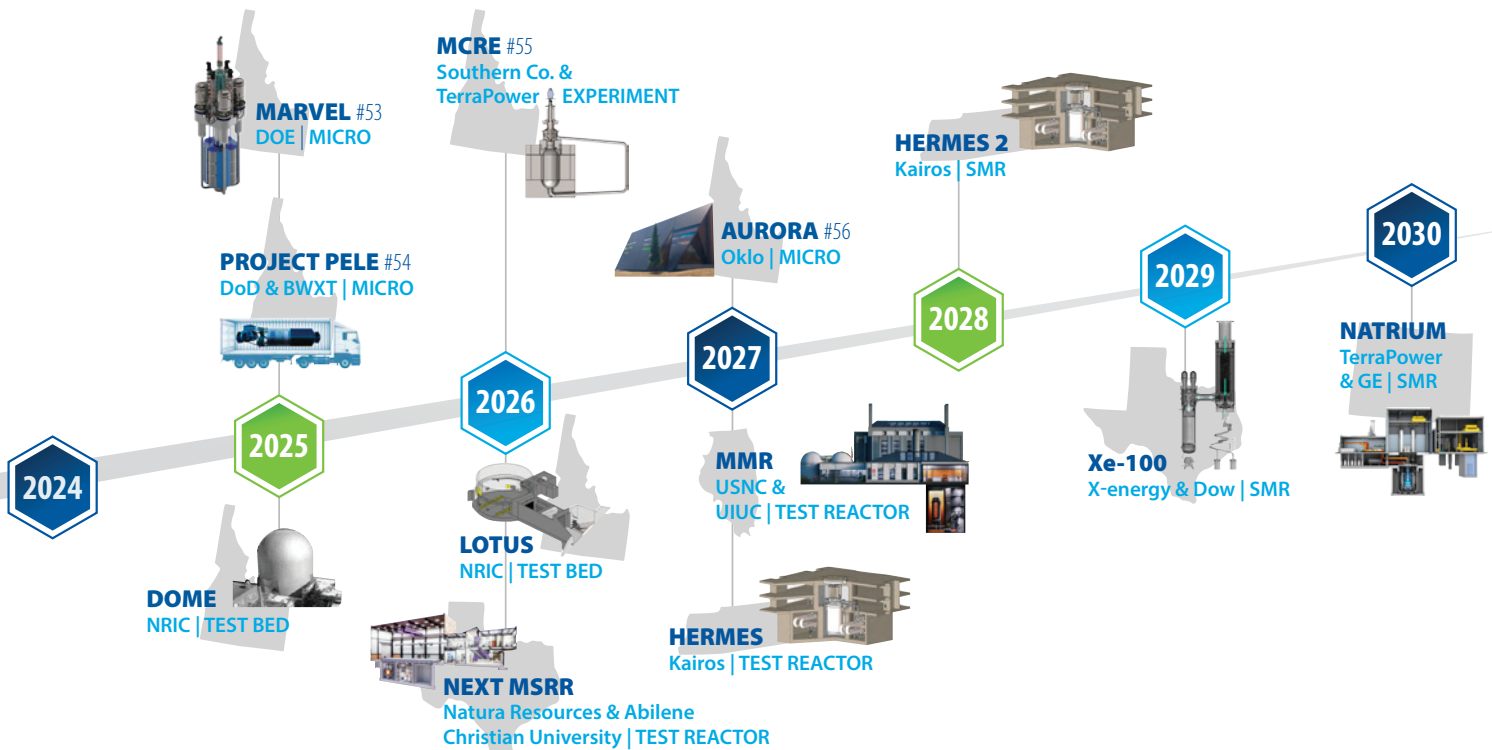 2024
MARVEL #53
DOE | MICRO
PROJECT PELE #54
DoD & BWXT | MICRO
2025
DOME
NRIC | TEST BED
MCRE #55
Southern Co. &
TerraPower | EXPERIMENT
2026
LOTUS
NRIC | TEST BED
NEXT MSRR
Natura Resources & Abilene
Christian University | TEST REACTOR
AURORA #56
Oklo | MICRO
2027
MMR
USNC &
UIUC | TEST REACTOR
HERMES
Kairos | TEST REACTOR
HERMES 2
Kairos | SMR
2028
2029
Xe-100
X-energy & Dow | SMR
2030
NATRIUM
TerraPower
& GE | SMR